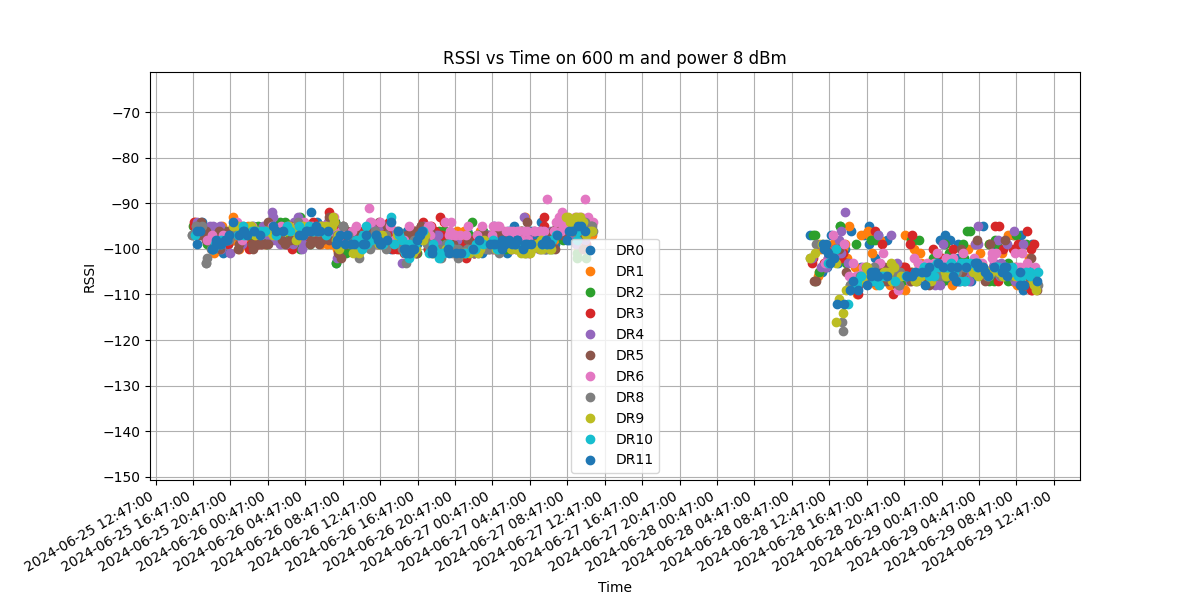 RSSI vs Time on 600 m and power 8 dBm
−70
−80
−90
−100
−110
−120
−130
−140
−150
RSSI
DR0
DR1
DR2
DR3
DR4
DR5
DR6
DR8
DR9
DR10
DR11
2024-06-25 12:47:00
2024-06-25 16:47:00
2024-06-25 20:47:00
2024-06-26 00:47:00
2024-06-26 04:47:00
2024-06-26 08:47:00
2024-06-26 12:47:00
2024-06-26 16:47:00
2024-06-26 20:47:00
2024-06-27 00:47:00
2024-06-27 04:47:00
2024-06-27 08:47:00
2024-06-27 12:47:00
2024-06-27 16:47:00
2024-06-27 20:47:00
2024-06-28 00:47:00
2024-06-28 04:47:00
2024-06-28 08:47:00
2024-06-28 12:47:00
2024-06-28 16:47:00
2024-06-28 20:47:00
2024-06-29 00:47:00
2024-06-29 04:47:00
2024-06-29 08:47:00
2024-06-29 12:47:00
Time